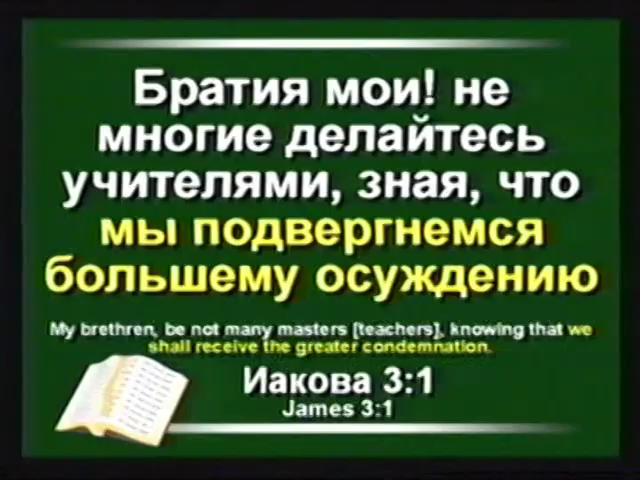 Братия мои! не
многие делайтесь
учителями, зная, что
мы подвергнемся
большему осуждению
My brethren, be not many masters [teachers], knowing that we
shall receive the greater condemnation.
Иакова 3:1
James 3:1